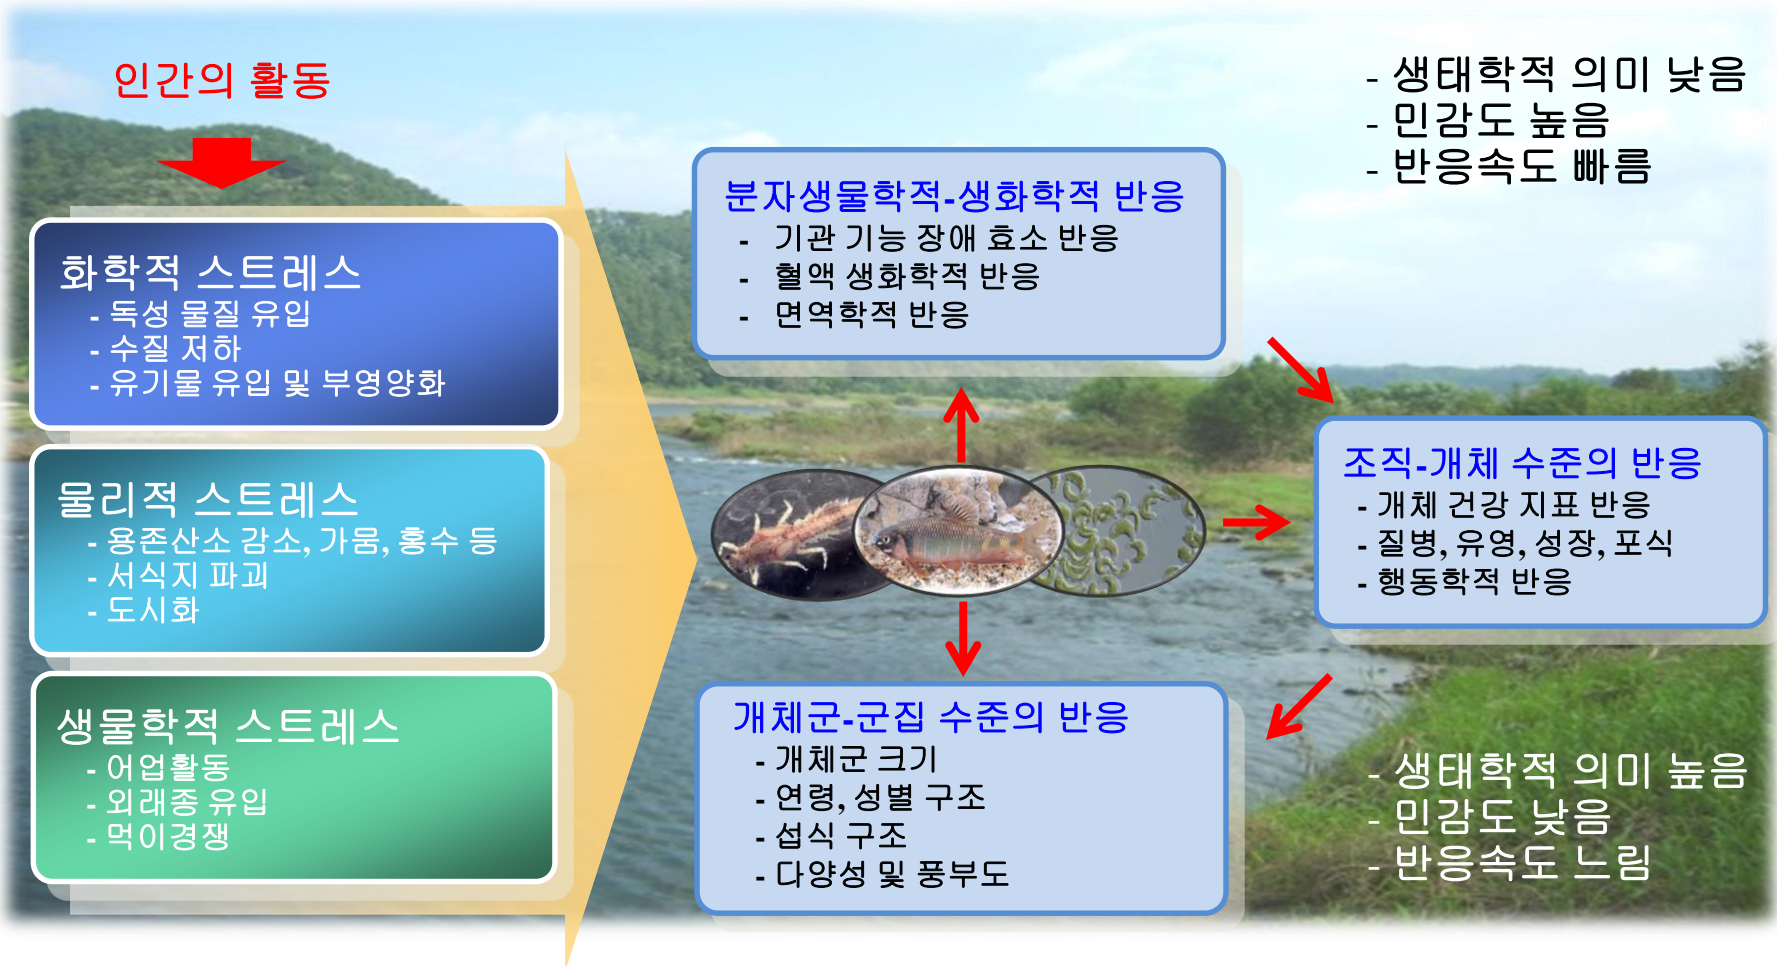 인간의 활동
화학적 스트레스
- 독성 물질 유입
- 수질 저하
- 유기물 유입 및 부영양화
물리적 스트레스
- 용존산소 감소, 가뭄, 홍수 등
- 서식지 파괴
- 도시화
생물학적 스트레스
- 어업활동
- 외래종 유입
- 먹이경쟁
분자생물학적-생화학적 반응
- 기관 기능 장애 효소 반응
- 혈액 생화학적 반응
- 면역학적 반응
- 생태학적 의미 낮음
- 민감도 높음
- 반응속도 빠름
조직-개체 수준의 반응
- 개체 건강 지표 반응
- 질병, 유영, 성장, 포식
- 행동학적 반응
개체군-군집 수준의 반응
- 개체군 크기
- 연령, 성별 구조
- 섭식 구조
- 다양성 및 풍부도
- 생태학적 의미 높음
- 민감도 낮음
- 반응속도 느림